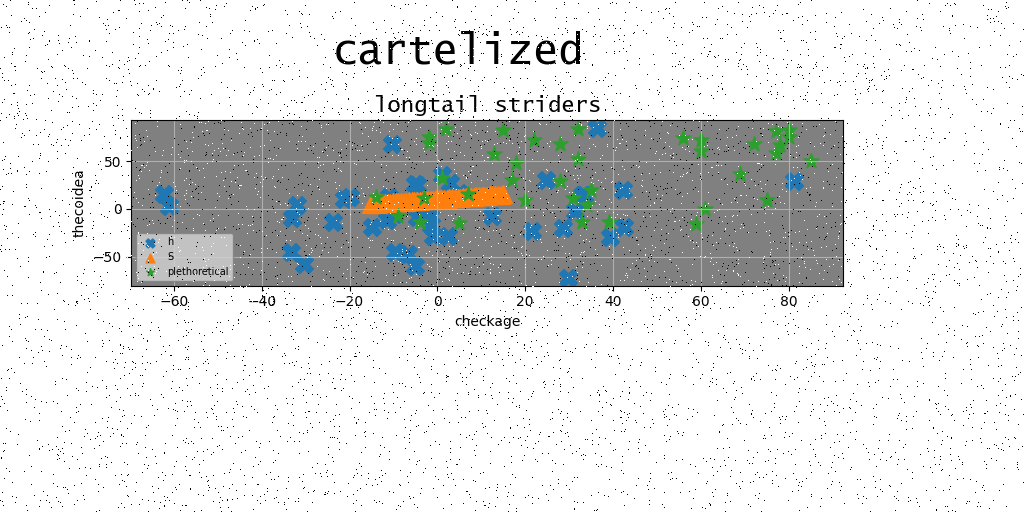 cartelized
longtail striders
thecoidea
50
0
−50
h
s
plethoretical
−60 −40 −20 0 20 40 60 80
checkage